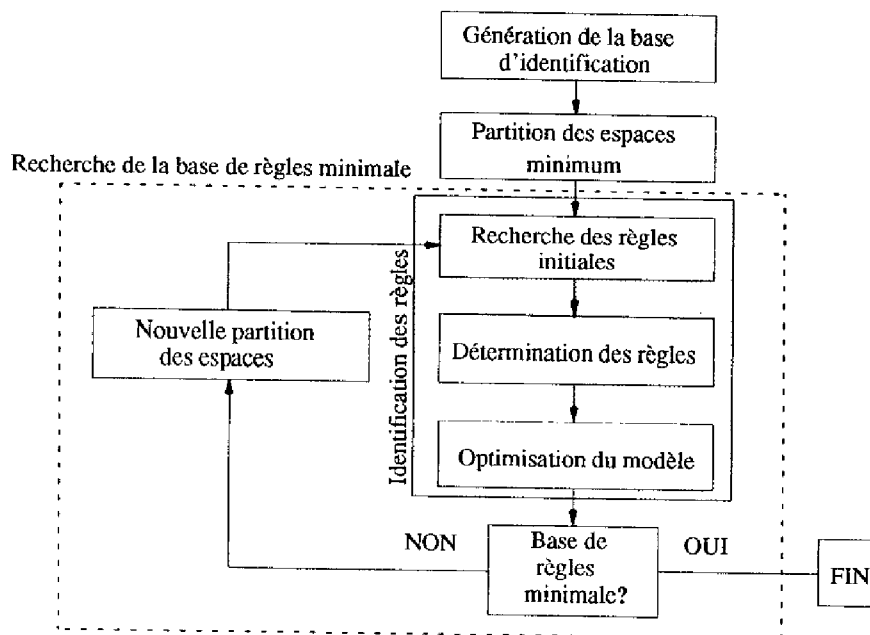 Génération de la base
d'identification
Partition des espaces
minimum
Recherche de la base de règles minimale
Recherche des règles
initiales
Identification des règles
Nouvelle partition
des espaces
Détermination des règles
Optimisation du modèle
NON
Base de
règles
minimale?
OUI
FIN